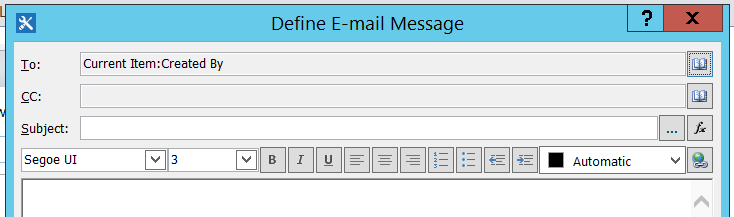 Define E-mail Message
?
To: Current Item:Created By
CC:
Subject: ... fx
Segoe UI 3 B I U Automatic